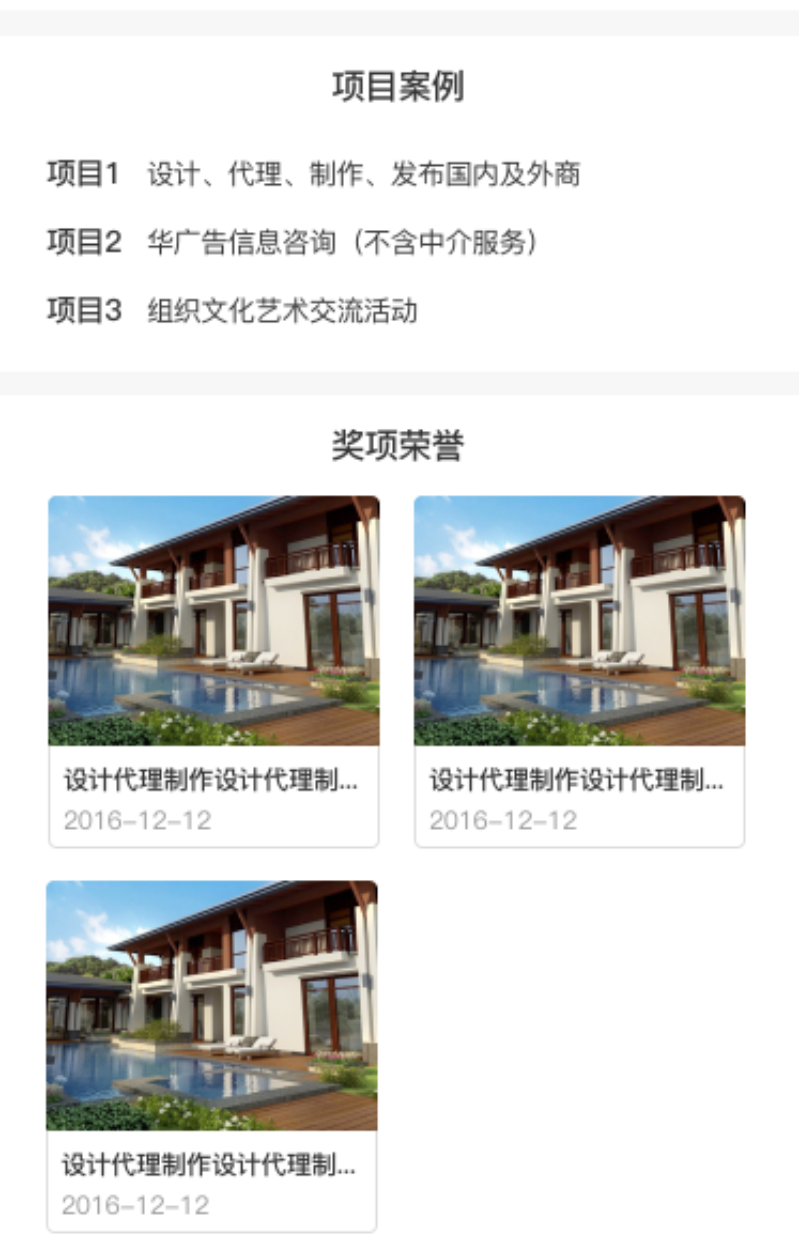 项目案例
项目1 设计、代理、制作、发布国内及外商
项目2 华广告信息咨询（不含中介服务）
项目3 组织文化艺术交流活动
奖项荣誉
设计代理制作设计代理制...
2016-12-12
设计代理制作设计代理制...
2016-12-12
设计代理制作设计代理制...
2016-12-12